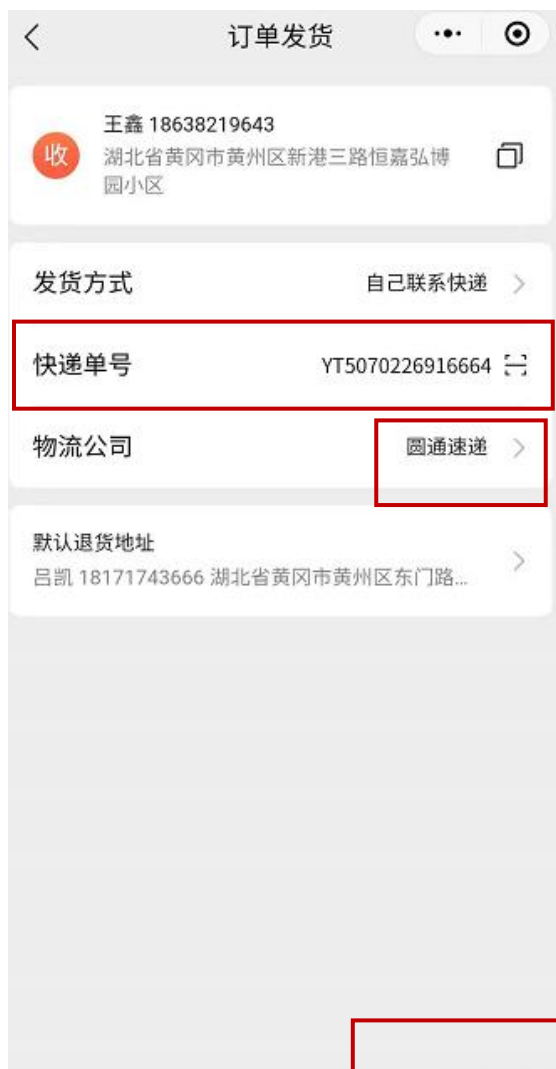 订单发货
收
王鑫 18638219643
湖北省黄冈市黄州区新港三路恒嘉弘博
园小区
发货方式 自己联系快递
快递单号 YT5070226916664
物流公司 圆通速递
默认退货地址
吕凯 18171743666 湖北省黄冈市黄州区东门路...